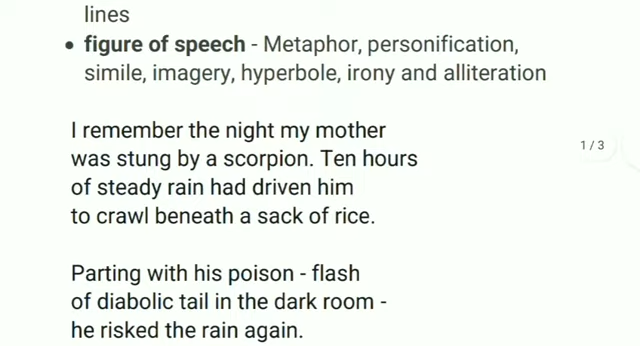 lines
• figure of speech - Metaphor, personification,
simile, imagery, hyperbole, irony and alliteration
I remember the night my mother
was stung by a scorpion. Ten hours
of steady rain had driven him
to crawl beneath a sack of rice.
1 / 3
Parting with his poison - flash
of diabolic tail in the dark room -
he risked the rain again.